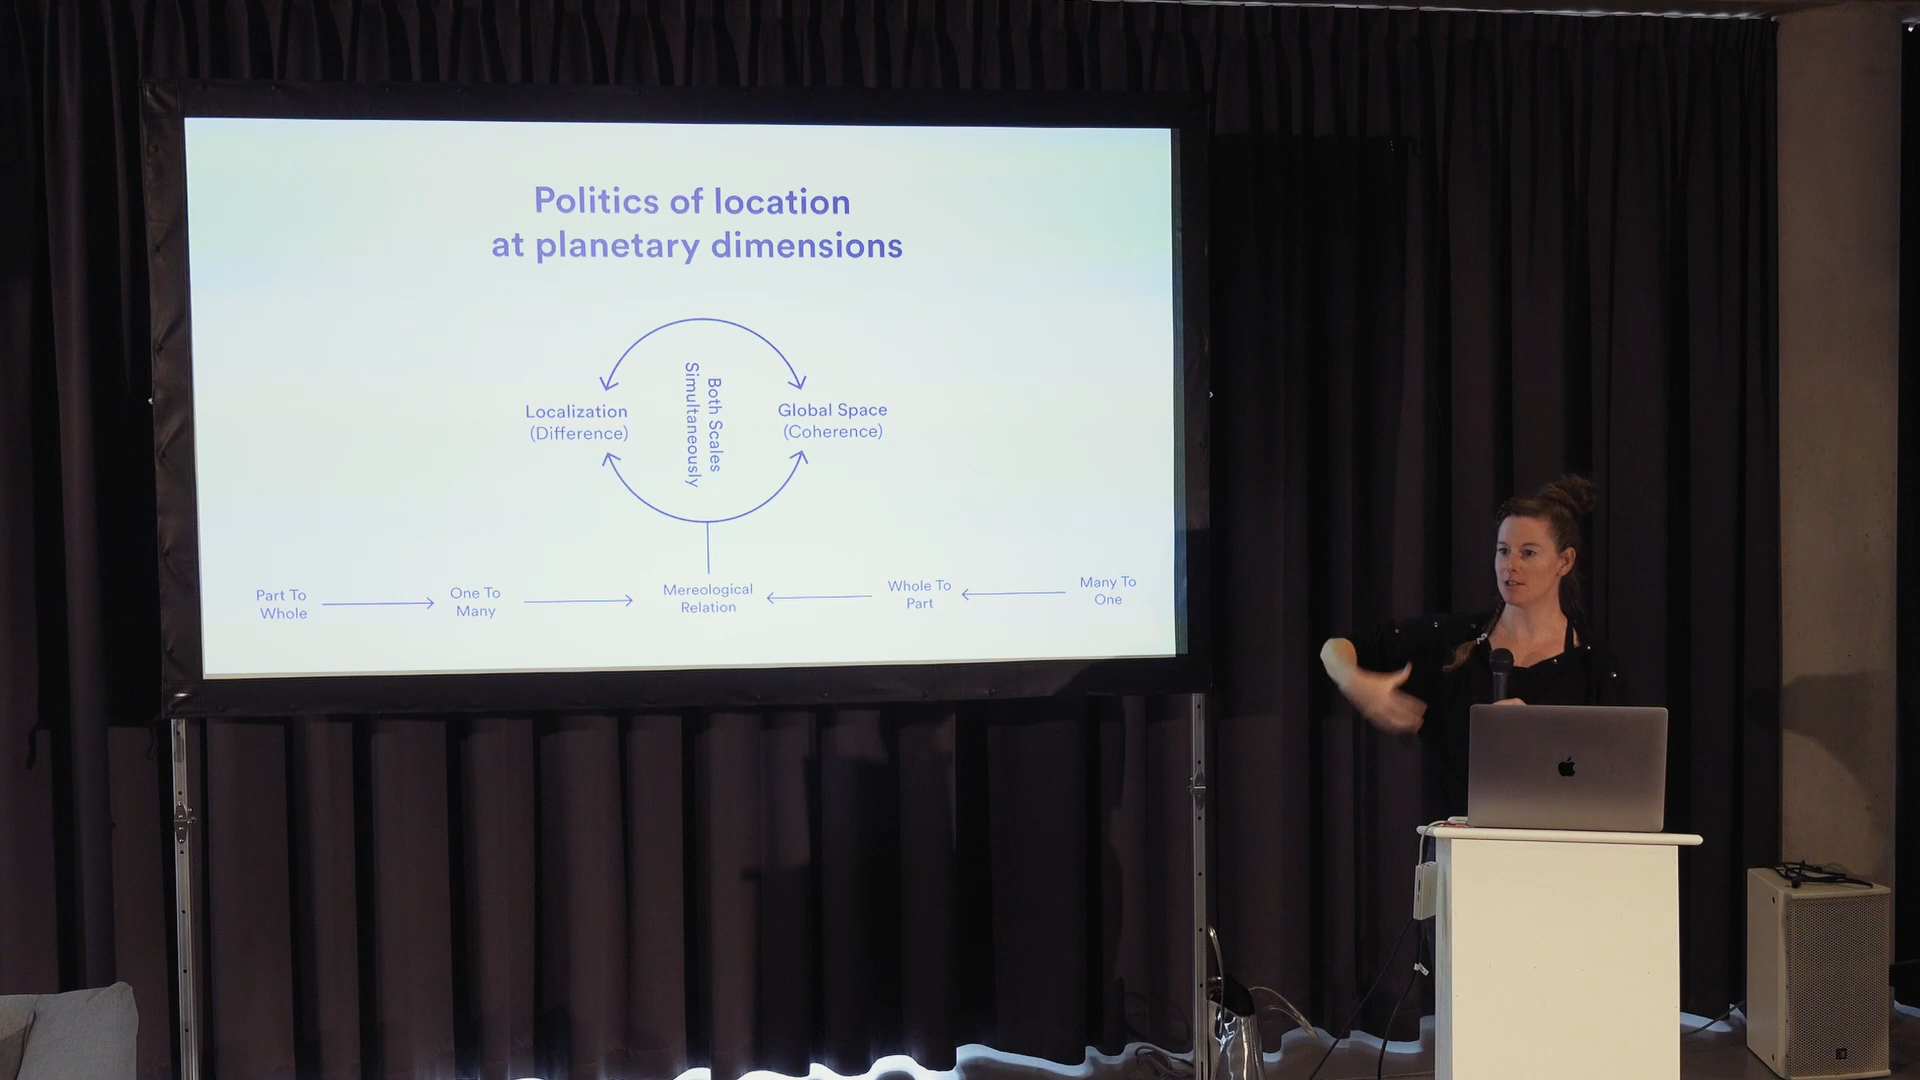 Politics of location
at planetary dimensions
Both Scales
Simultaneously
Localization
(Difference)
Global Space
(Coherence)
Part To
Whole
One To
Many
Mereological
Relation
Whole To
Part
Many To
One